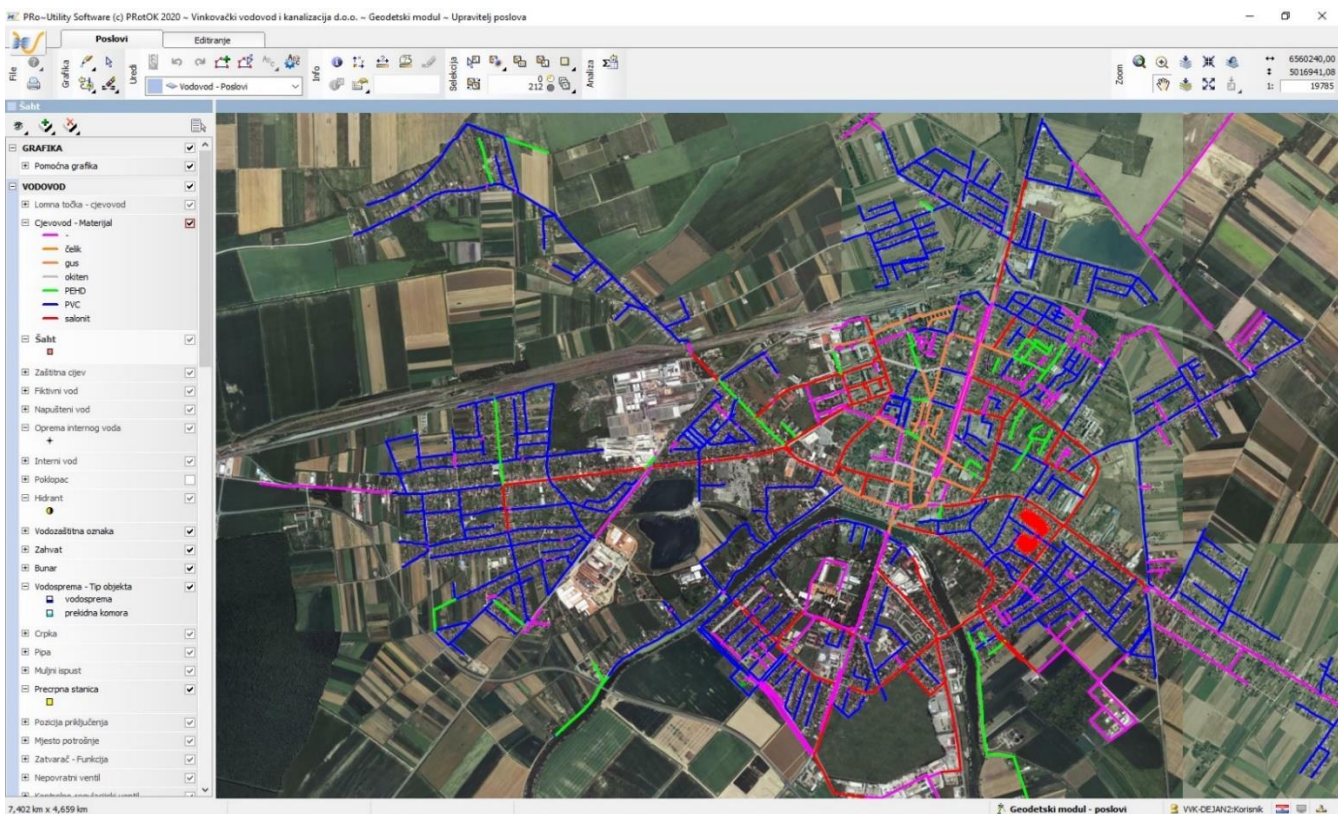 PRo~Utility Software (c) PRotOK 2020 ~ Vinkovački vodovod i kanalizacija d.o.o. ~ Geodetski modul ~ Upravitelj poslova
Poslovi
Editiranje
File
Grafika
Uredi
Info
Selekcija
Analiza
Zoom
Vodovod - Poslovi
0
212
6560240,00
5016941,08
1: 19785
Šaht
GRAFIKA
Pomoćna grafika
VODOVOD
Lomna točka - cjevovod
Cjevovod - Materijal
-
čelik
gus
okiten
PEHD
PVC
salonit
Šaht
Zaštitna cijev
Fiktivni vod
Napušteni vod
Oprema internog voda
Interni vod
Poklopac
Hidrant
Vodozaštitna oznaka
Zahvat
Bunar
Vodosprema - Tip objekta
vodosprema
prekidna komora
Crpka
Pipa
Muljni ispust
Precrpna stanica
Pozicija priključenja
Mjesto potrošnje
Zatvarač - Funkcija
Nepovratni ventil
7,402 km x 4,659 km
Geodetski modul - poslovi
VVK-DEJAN2:Korisnik